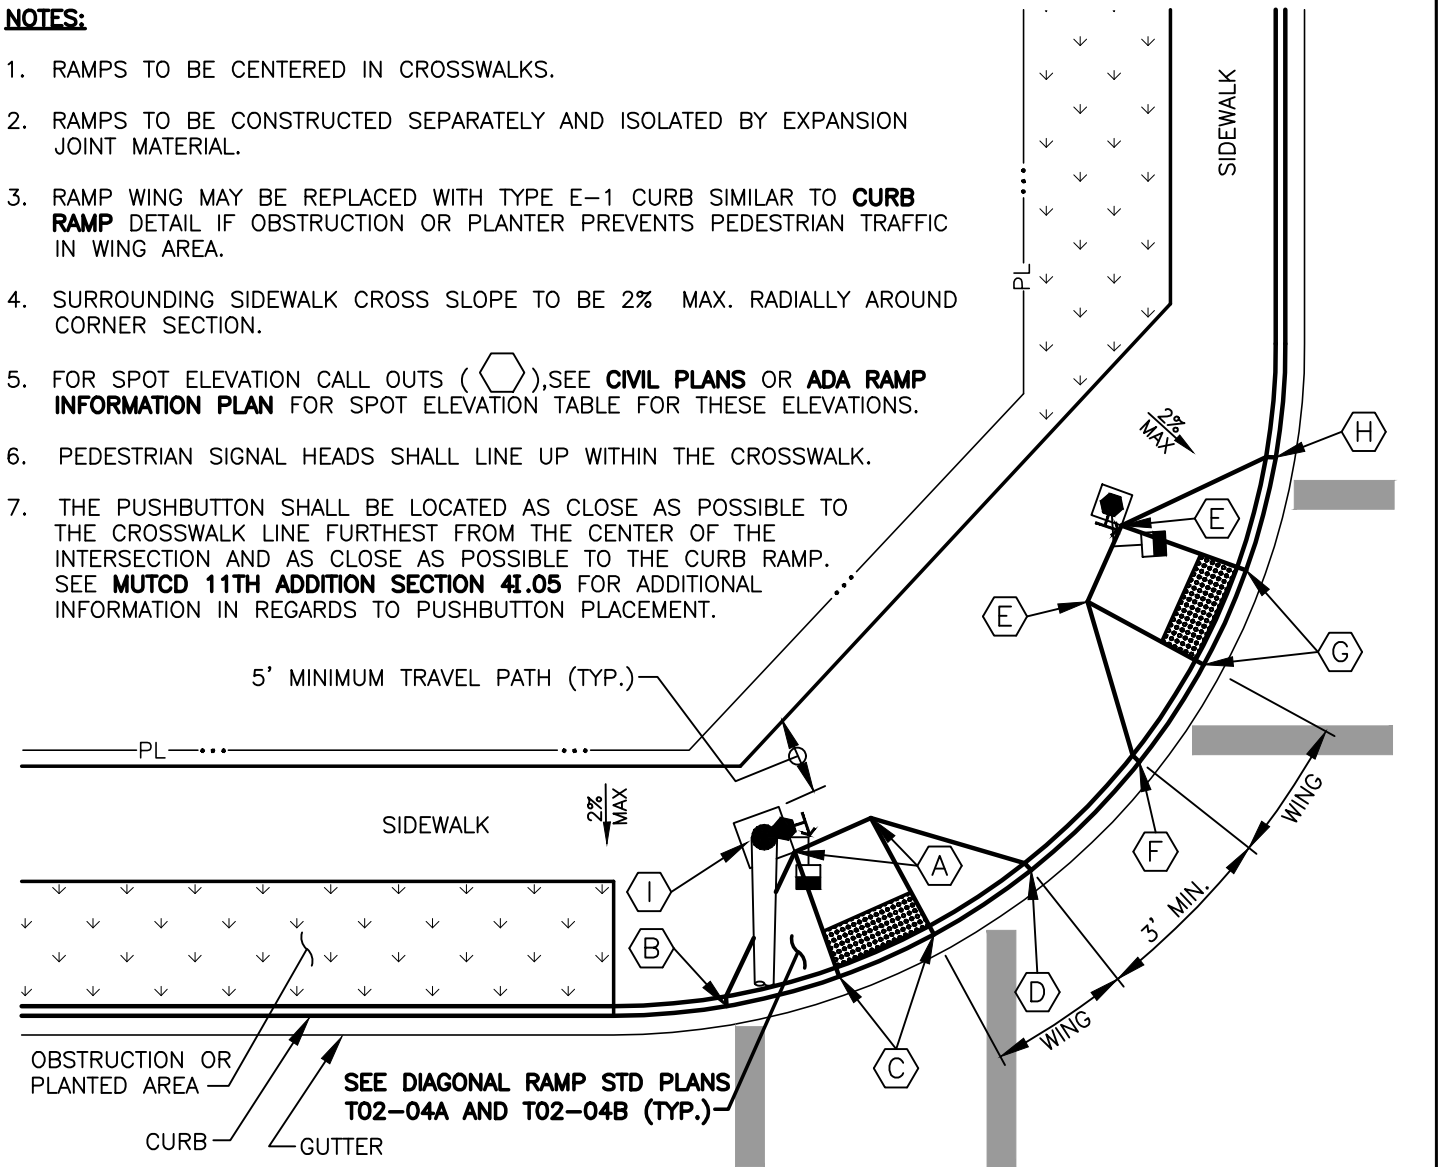 NOTES:
1. RAMPS TO BE CENTERED IN CROSSWALKS.
2. RAMPS TO BE CONSTRUCTED SEPARATELY AND ISOLATED BY EXPANSION
JOINT MATERIAL.
3. RAMP WING MAY BE REPLACED WITH TYPE E-1 CURB SIMILAR TO CURB
RAMP DETAIL IF OBSTRUCTION OR PLANTER PREVENTS PEDESTRIAN TRAFFIC
IN WING AREA.
4. SURROUNDING SIDEWALK CROSS SLOPE TO BE 2% MAX. RADIALLY AROUND
CORNER SECTION.
5. FOR SPOT ELEVATION CALL OUTS ( ),SEE CIVIL PLANS OR ADA RAMP
INFORMATION PLAN FOR SPOT ELEVATION TABLE FOR THESE ELEVATIONS.
6. PEDESTRIAN SIGNAL HEADS SHALL LINE UP WITHIN THE CROSSWALK.
7. THE PUSHBUTTON SHALL BE LOCATED AS CLOSE AS POSSIBLE TO
THE CROSSWALK LINE FURTHEST FROM THE CENTER OF THE
INTERSECTION AND AS CLOSE AS POSSIBLE TO THE CURB RAMP.
SEE MUTCD 11TH ADDITION SECTION 4I.05 FOR ADDITIONAL
INFORMATION IN REGARDS TO PUSHBUTTON PLACEMENT.
SIDEWALK
PL
2%
MAX
H
E
E
G
5' MINIMUM TRAVEL PATH (TYP.)
PL
SIDEWALK
2%
MAX
WING
F
A
I
3' MIN.
B
D
WING
C
OBSTRUCTION OR
PLANTED AREA
SEE DIAGONAL RAMP STD PLANS
T02-04A AND T02-04B (TYP.)
CURB
GUTTER